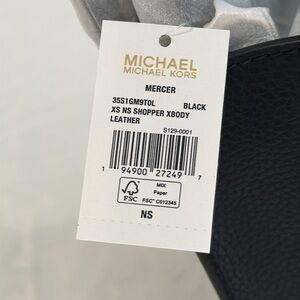 MICHAEL
MICHAEL KORS
MERCER
35S1GM9T0L BLACK
XS NS SHOPPER XBODY
LEATHER
S129-0001
1 94900 27249 7
FSC
MIX
Paper
FSC™ C012345
NS